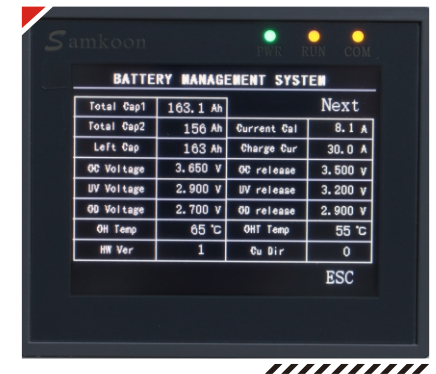 Samkoon
PWR RUN COM
BATTERY MANAGEMENT SYSTEM
Total Cap1 163.1 Ah Next
Total Cap2 156 Ah Current Cal 8.1 A
Left Cap 163 Ah Charge Cur 30.0 A
OC Voltage 3.650 V OC release 3.500 V
UV Voltage 2.900 V UV release 3.200 V
OD Voltage 2.700 V OD release 2.900 V
OH Temp 65 ℃ OHT Temp 55 ℃
HW Ver 1 Cu Dir 0
ESC